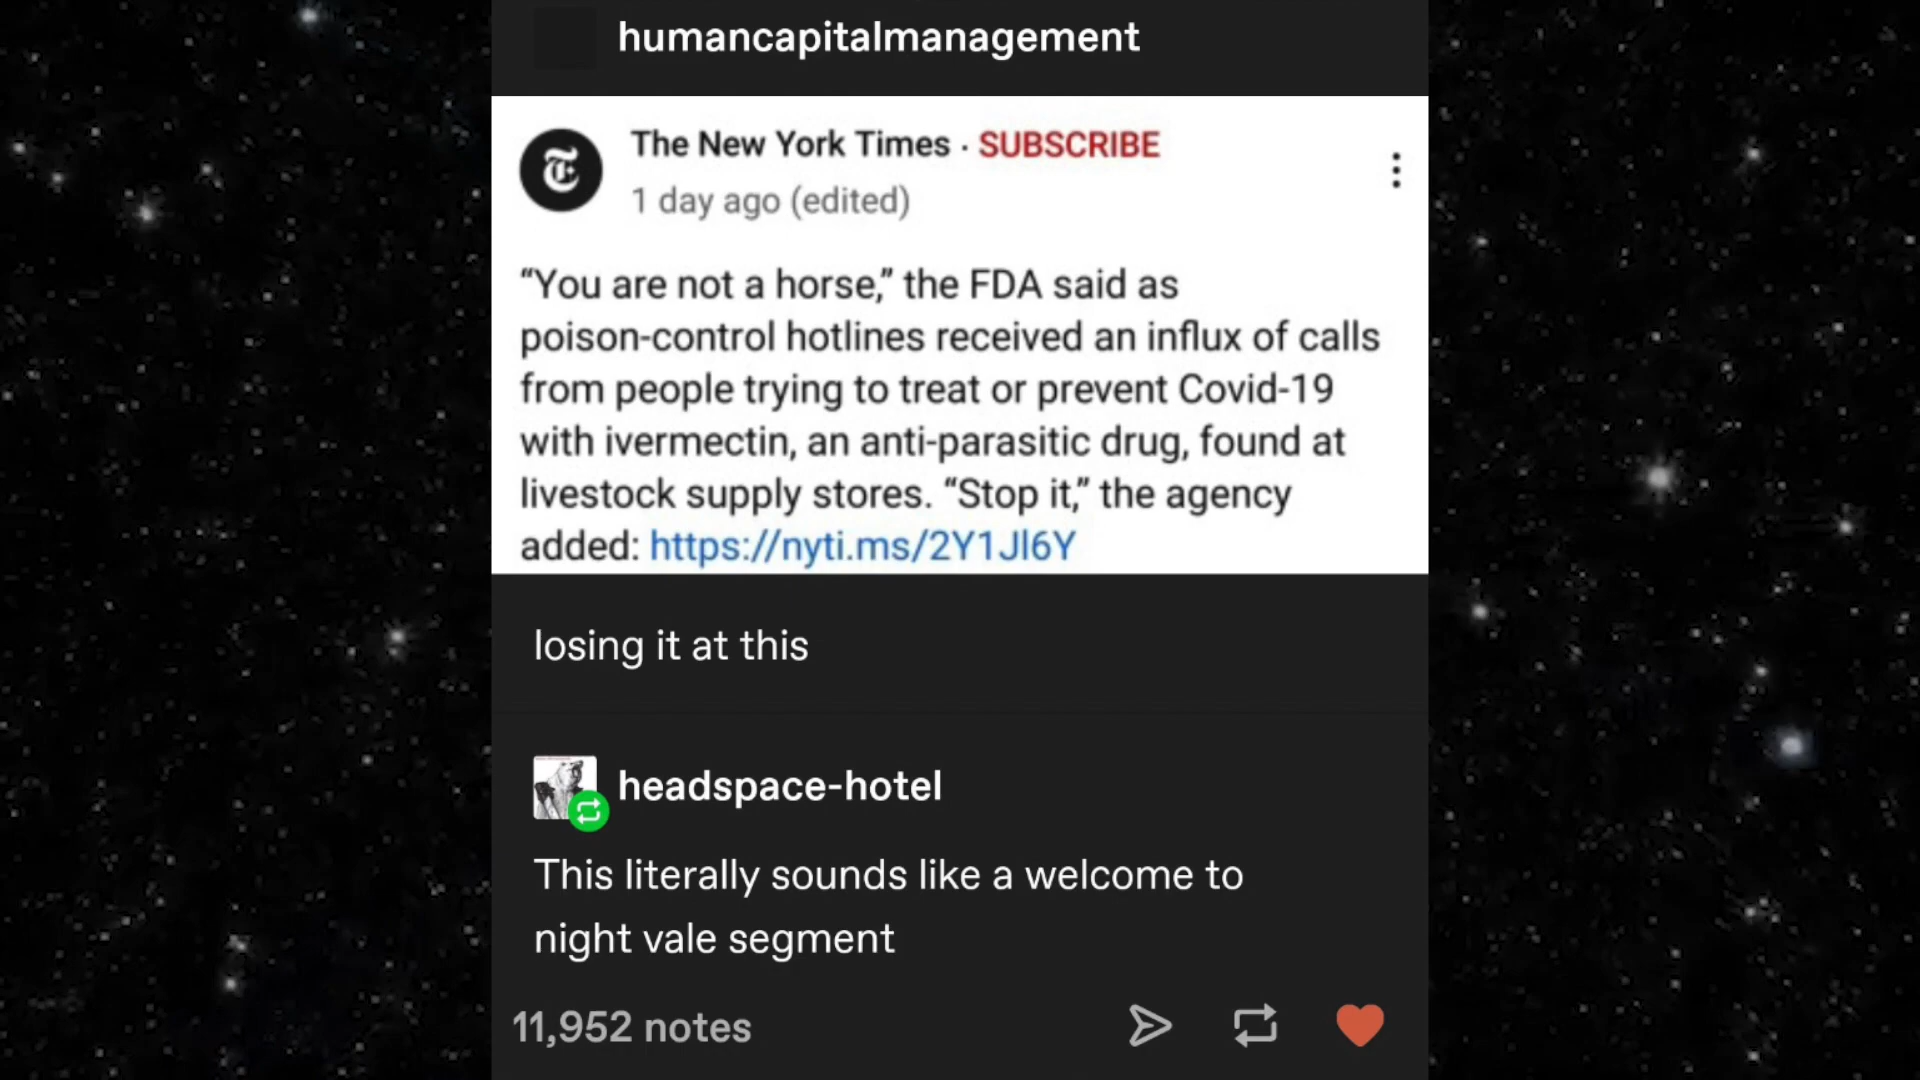 humancapitalmanagement
The New York Times · SUBSCRIBE
1 day ago (edited)
“You are not a horse,” the FDA said as
poison-control hotlines received an influx of calls
from people trying to treat or prevent Covid-19
with ivermectin, an anti-parasitic drug, found at
livestock supply stores. “Stop it,” the agency
added: https://nyti.ms/2Y1Jl6Y
losing it at this
headspace-hotel
This literally sounds like a welcome to
night vale segment
11,952 notes